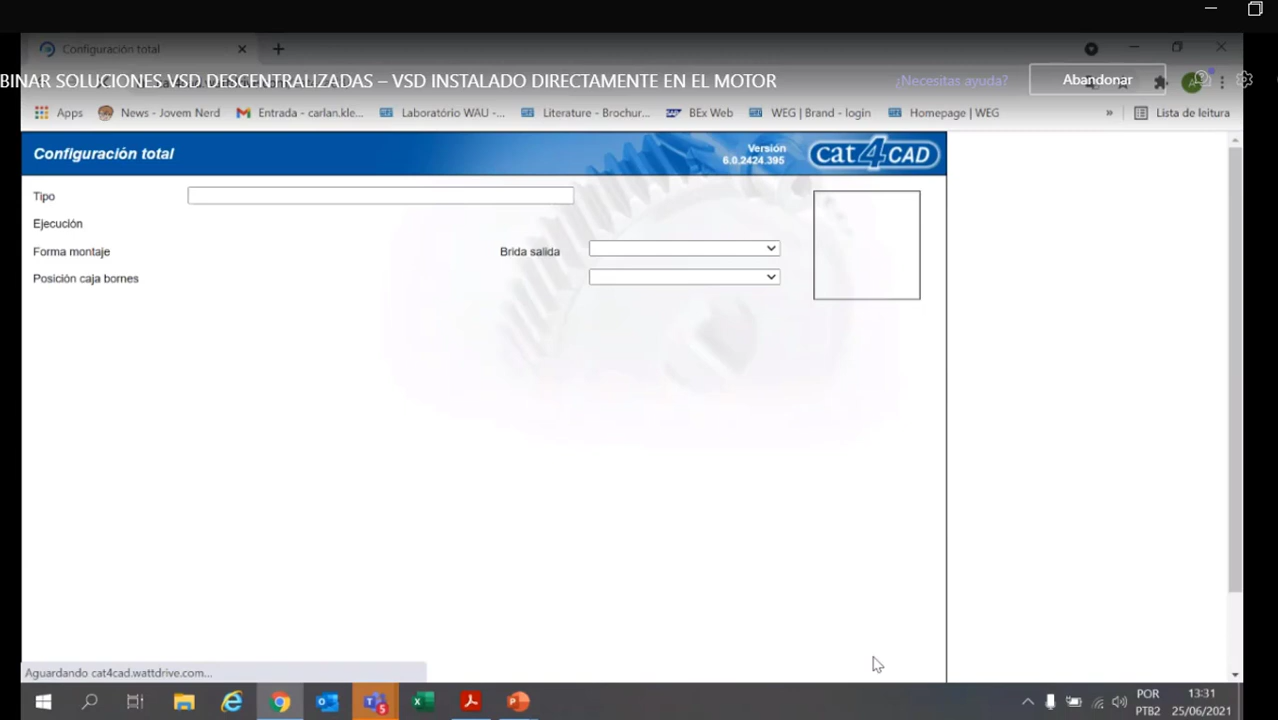 Configuración total
BINAR SOLUCIONES VSD DESCENTRALIZADAS – VSD INSTALADO DIRECTAMENTE EN EL MOTOR
¿Necesitas ayuda?
Abandonar
Apps
News - Jovem Nerd
Entrada - carlan.kle...
Laboratório WAU -...
Literature - Brochur...
BEx Web
WEG | Brand - login
Homepage | WEG
»
Lista de leitura
Configuración total
Versión
6.0.2424.395
cat4CAD
Tipo
Ejecución
Forma montaje
Brida salida
Posición caja bornes
Aguardando cat4cad.wattdrive.com...
POR
PTB2
13:31
25/06/2021